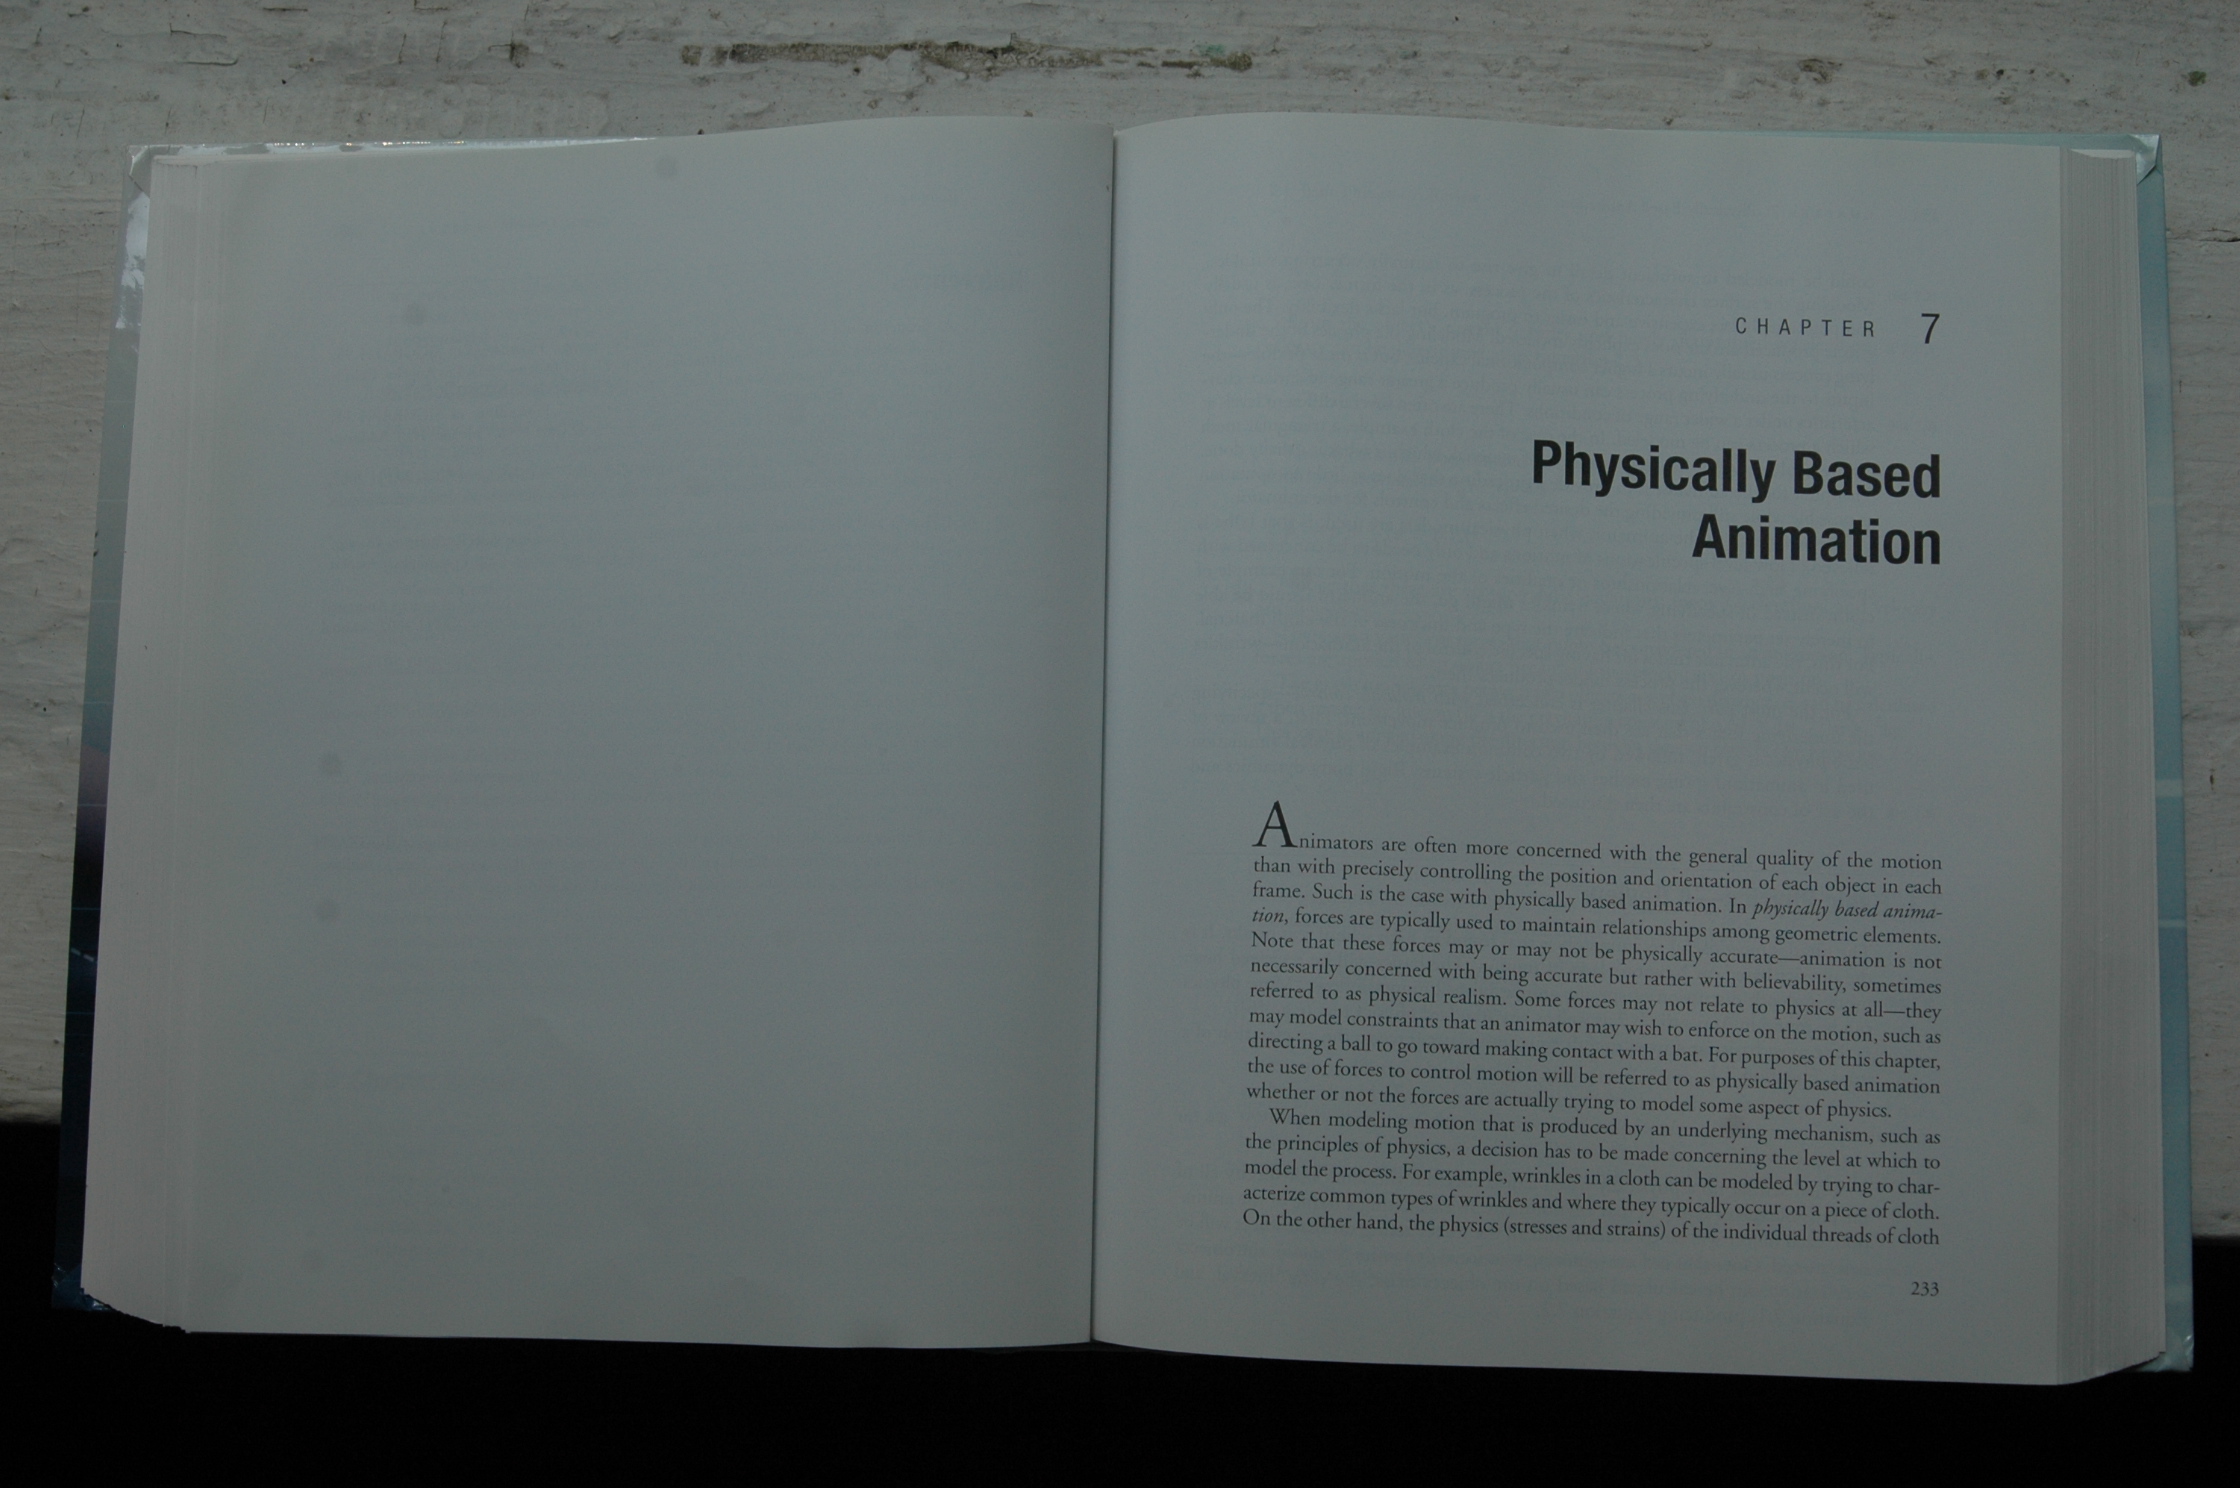 CHAPTER 7
Physically Based
Animation
Animators are often more concerned with the general quality of the motion
than with precisely controlling the position and orientation of each object in each
frame. Such is the case with physically based animation. In physically based anima-
tion, forces are typically used to maintain relationships among geometric elements.
Note that these forces may or may not be physically accurate—animation is not
necessarily concerned with being accurate but rather with believability, sometimes
referred to as physical realism. Some forces may not relate to physics at all—they
may model constraints that an animator may wish to enforce on the motion, such as
directing a ball to go toward making contact with a bat. For purposes of this chapter,
the use of forces to control motion will be referred to as physically based animation
whether or not the forces are actually trying to model some aspect of physics.
When modeling motion that is produced by an underlying mechanism, such as
the principles of physics, a decision has to be made concerning the level at which to
model the process. For example, wrinkles in a cloth can be modeled by trying to char-
acterize common types of wrinkles and where they typically occur on a piece of cloth.
On the other hand, the physics (stresses and strains) of the individual threads of cloth
233